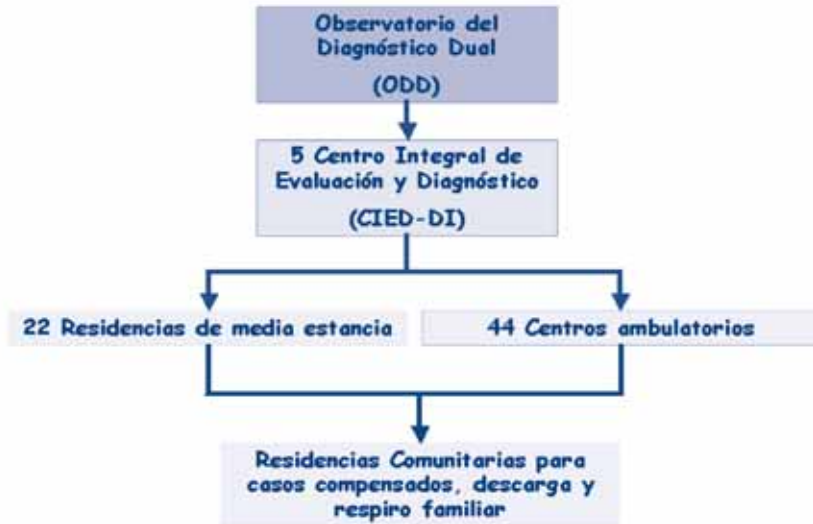 Observatorio del
Diagnóstico Dual
(ODD)
5 Centro Integral de
Evaluación y Diagnóstico
(CIED-DI)
22 Residencias de media estancia
44 Centros ambulatorios
Residencias Comunitarias para
casos compensados, descarga y
respiro familiar